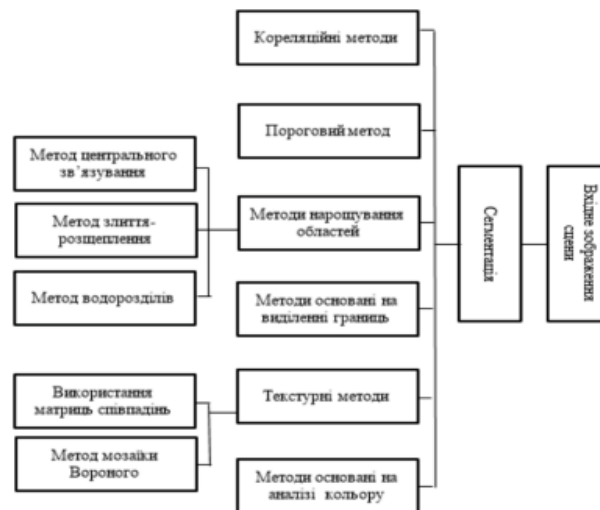 Кореляційні методи
Пороговий метод
Метод центрального
зв’язування
Метод злиття-
розщеплення
Метод водорозділів
Методи нарощування
областей
Методи основані на
виділенні границь
Використання
матриць співпадінь
Метод мозаїки
Вороного
Текстурні методи
Методи основані на
аналізі кольору
Сегментація
Вхідне зображення
сцени